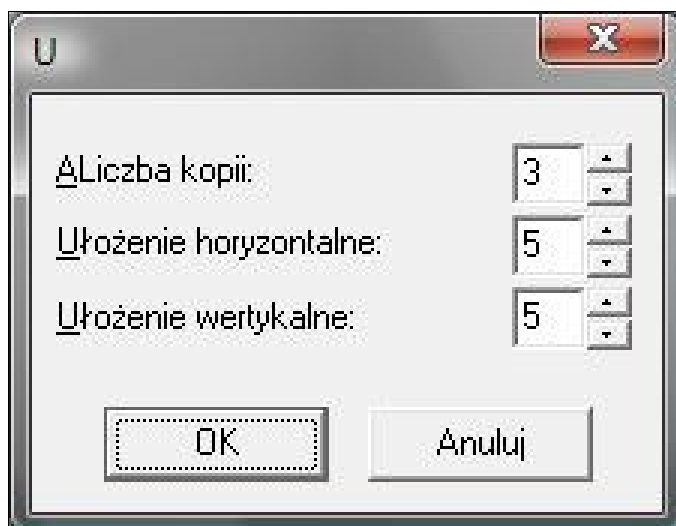 U
ALiczba kopii: 3
Ułożenie horyzontalne: 5
Ułożenie wertykalne: 5
OK Anuluj